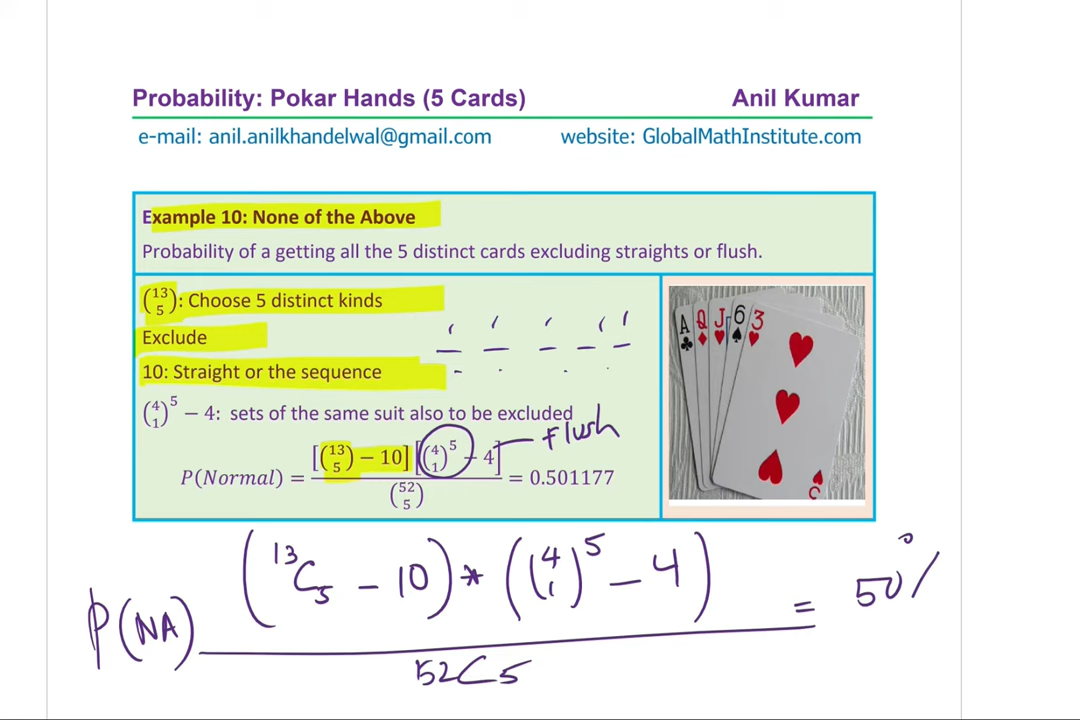 Probability: Pokar Hands (5 Cards) Anil Kumar
e-mail: anil.anilkhandelwal@gmail.com website: GlobalMathInstitute.com
Example 10: None of the Above
Probability of a getting all the 5 distinct cards excluding straights or flush.
(13 5): Choose 5 distinct kinds
Exclude
10: Straight or the sequence
(4 1)^5 − 4: sets of the same suit also to be excluded
flush
P(Normal) = [(13 5) − 10] [(4 1)^5 − 4] / (52 5) = 0.501177
A Q J 6 3
3
P(NA) (13C5 − 10) * ((4 1)^5 − 4) / 52C5 = 50%